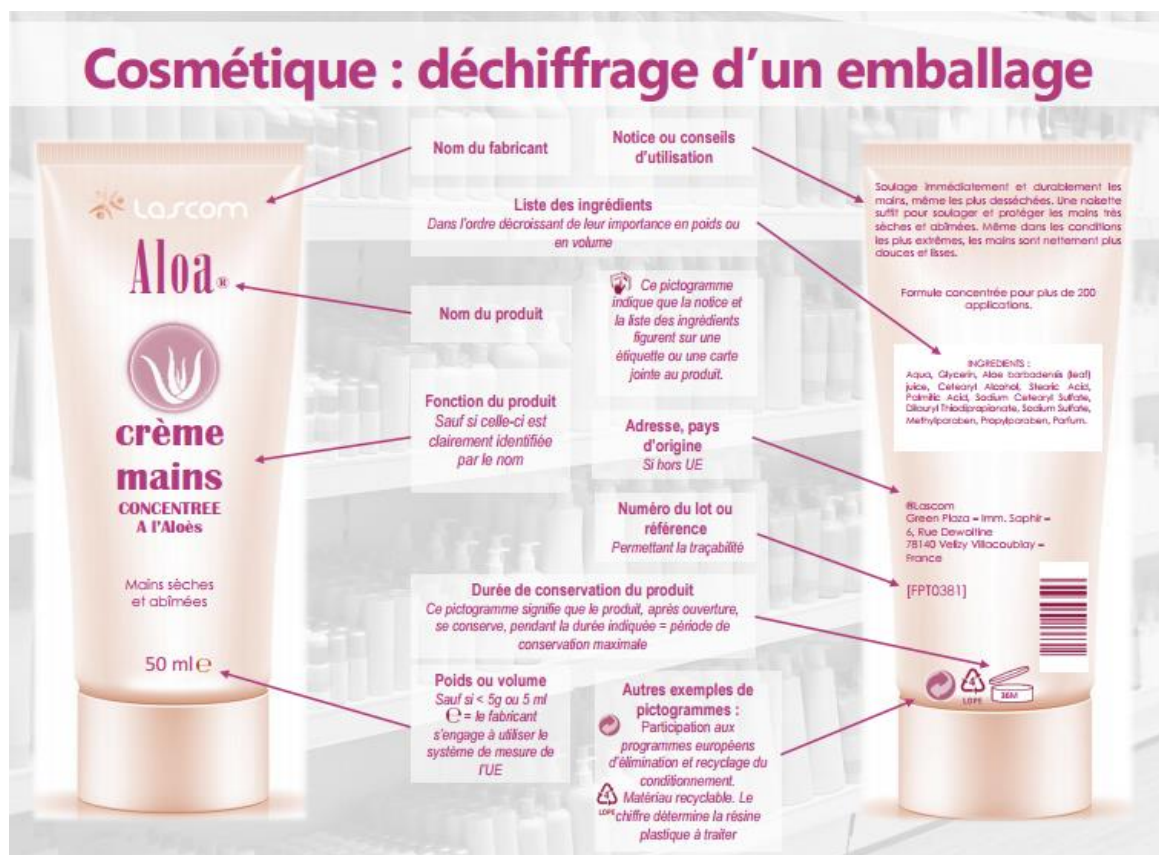 Cosmétique : déchiffrage d'un emballage
Lascom
Aloa®
crème
mains
CONCENTREE
A l'Aloès
Mains sèches
et abîmées
50 ml e
Nom du fabricant
Notice ou conseils
d'utilisation
Liste des ingrédients
Dans l'ordre décroissant de leur importance en poids ou
en volume
Nom du produit
Ce pictogramme
indique que la notice et
la liste des ingrédients
figurent sur une
étiquette ou une carte
jointe au produit.
Fonction du produit
Sauf si celle-ci est
clairement identifiée
par le nom
Adresse, pays
d'origine
Si hors UE
Numéro du lot ou
référence
Permettant la traçabilité
Durée de conservation du produit
Ce pictogramme signifie que le produit, après ouverture,
se conserve, pendant la durée indiquée = période de
conservation maximale
Poids ou volume
Sauf si < 5g ou 5 ml
e = le fabricant
s'engage à utiliser le
système de mesure de
l'UE
Autres exemples de
pictogrammes :
Participation aux
programmes européens
d'élimination et recyclage du
conditionnement.
4 Matériau recyclable. Le
LDPE chiffre détermine la résine
plastique à traiter
Soulage immédiatement et durablement les
mains, même les plus desséchées. Une noisette
suffit pour soulager et protéger les mains très
sèches et abîmées. Même dans les conditions
les plus extrêmes, les mains sont nettement plus
douces et lisses.
Formule concentrée pour plus de 200
applications.
INGREDIENTS :
Aqua, Glycerin, Aloe barbadensis (leaf)
juice, Cetearyl Alcohol, Stearic Acid,
Palmitic Acid, Sodium Cetearyl Sulfate,
Dilauryl Thiodipropionate, Sodium Sulfate,
Methylparaben, Propylparaben, Parfum.
®Lascom
Green Plaza – Imm. Saphir –
6, Rue Dewoitine
78140 Velizy Villacoublay –
France
[FPT0381]
4
LDPE
36M